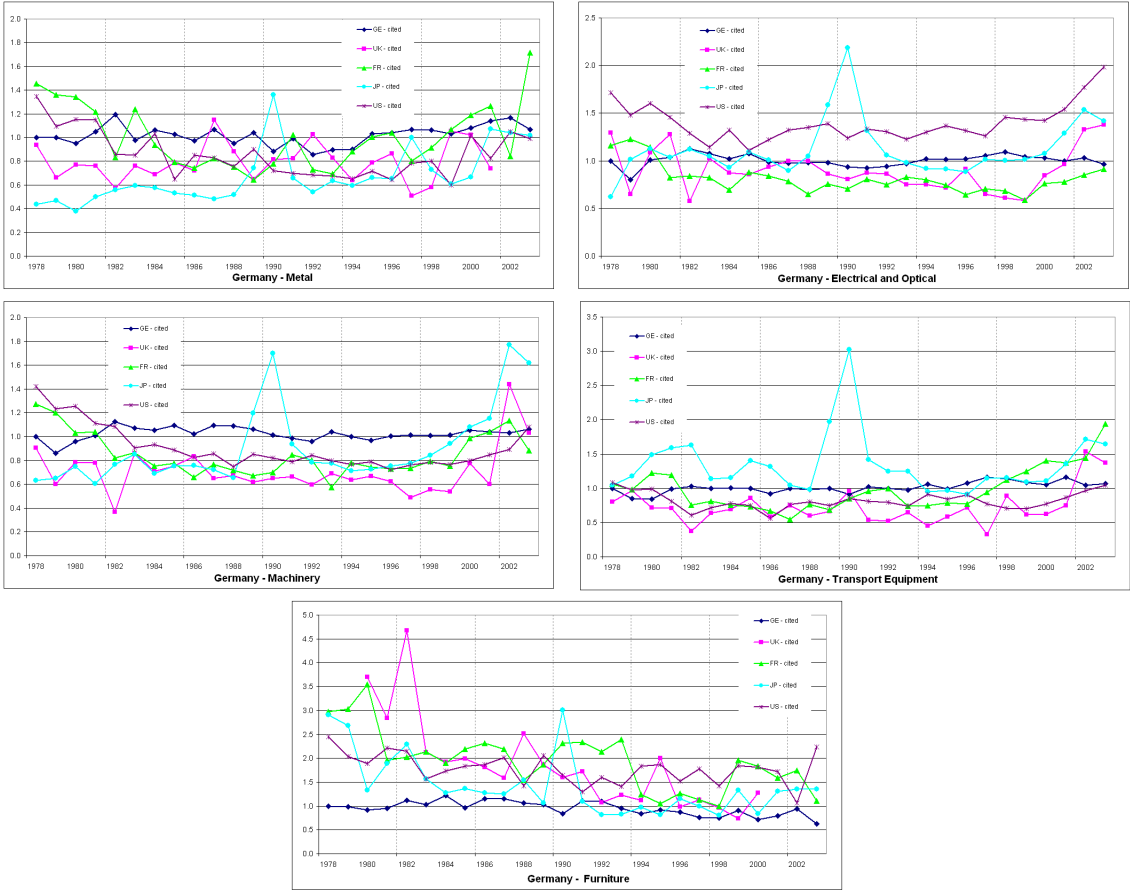 2.0
1.8
1.6
1.4
1.2
1.0
0.8
0.6
0.4
0.2
0.0
GE - cited
UK - cited
FR - cited
JP - cited
US - cited
1978 1980 1982 1984 1986 1988 1990 1992 1994 1996 1998 2000 2002
Germany - Metal
2.5
2.0
1.5
1.0
0.5
0.0
GE - cited
UK - cited
FR - cited
JP - cited
US - cited
1978 1980 1982 1984 1986 1988 1990 1992 1994 1996 1998 2000 2002
Germany - Electrical and Optical
2.0
1.8
1.6
1.4
1.2
1.0
0.8
0.6
0.4
0.2
0.0
GE - cited
UK - cited
FR - cited
JP - cited
US - cited
1978 1980 1982 1984 1986 1988 1990 1992 1994 1996 1998 2000 2002
Germany - Machinery
3.5
3.0
2.5
2.0
1.5
1.0
0.5
0.0
GE - cited
UK - cited
FR - cited
JP - cited
US - cited
1978 1980 1982 1984 1986 1988 1990 1992 1994 1996 1998 2000 2002
Germany - Transport Equipment
5.0
4.5
4.0
3.5
3.0
2.5
2.0
1.5
1.0
0.5
0.0
GE - cited
UK - cited
FR - cited
JP - cited
US - cited
1978 1980 1982 1984 1986 1988 1990 1992 1994 1996 1998 2000 2002
Germany - Furniture